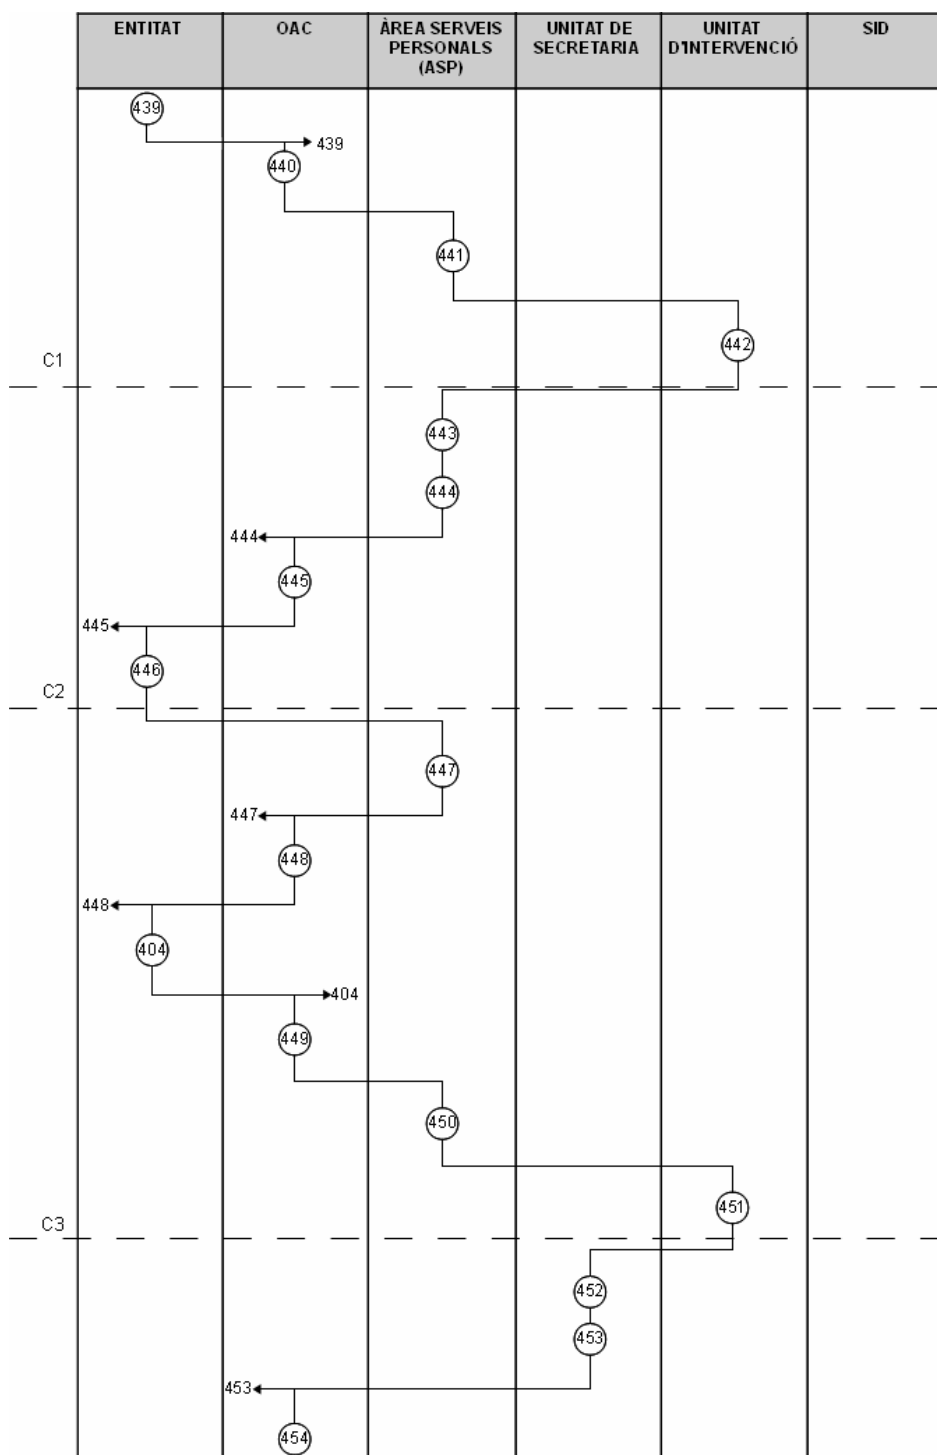 ENTITAT
OAC
ÀREA SERVEIS
PERSONALS
(ASP)
UNITAT DE
SECRETARIA
UNITAT
D'INTERVENCIÓ
SID
439
439
440
441
442
C1
443
444
444
445
445
446
C2
447
447
448
448
404
404
449
450
451
C3
452
453
453
454